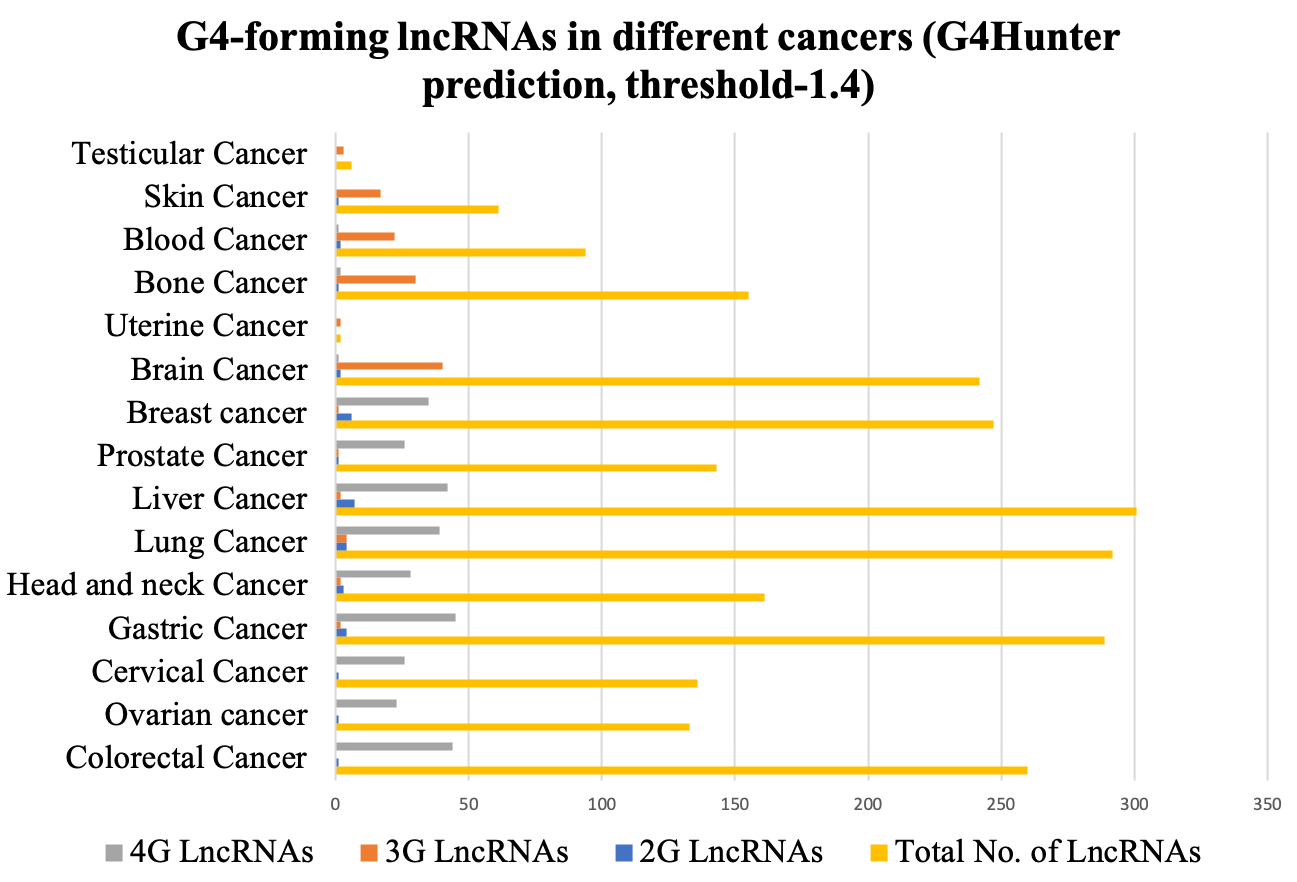 G4-forming lncRNAs in different cancers (G4Hunter
prediction, threshold-1.4)
Testicular Cancer
Skin Cancer
Blood Cancer
Bone Cancer
Uterine Cancer
Brain Cancer
Breast cancer
Prostate Cancer
Liver Cancer
Lung Cancer
Head and neck Cancer
Gastric Cancer
Cervical Cancer
Ovarian cancer
Colorectal Cancer
0 50 100 150 200 250 300 350
4G LncRNAs 3G LncRNAs 2G LncRNAs Total No. of LncRNAs